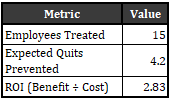 Metric Value
Employees Treated 15
Expected Quits
Prevented 4.2
ROI (Benefit ÷ Cost) 2.83